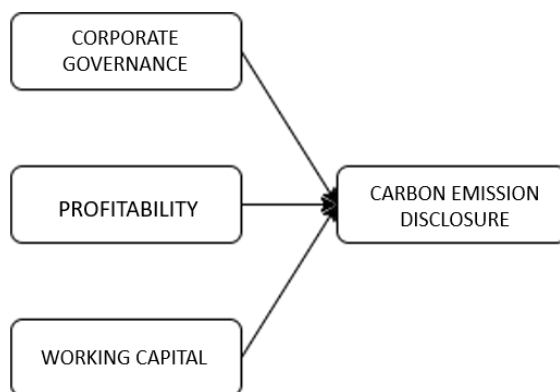 CORPORATE
GOVERNANCE
PROFITABILITY
CARBON EMISSION
DISCLOSURE
WORKING CAPITAL